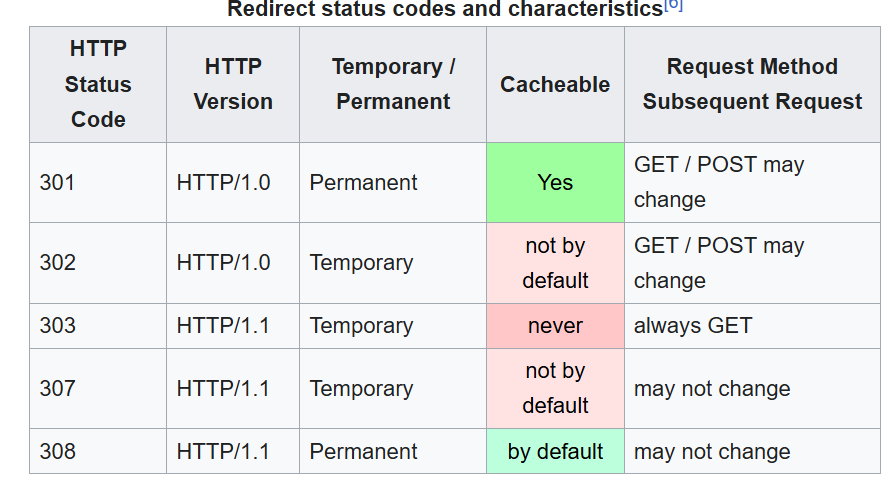 Redirect status codes and characteristics[6]
HTTP Status Code
HTTP Version
Temporary / Permanent
Cacheable
Request Method Subsequent Request
301
HTTP/1.0
Permanent
Yes
GET / POST may change
302
HTTP/1.0
Temporary
not by default
GET / POST may change
303
HTTP/1.1
Temporary
never
always GET
307
HTTP/1.1
Temporary
not by default
may not change
308
HTTP/1.1
Permanent
by default
may not change